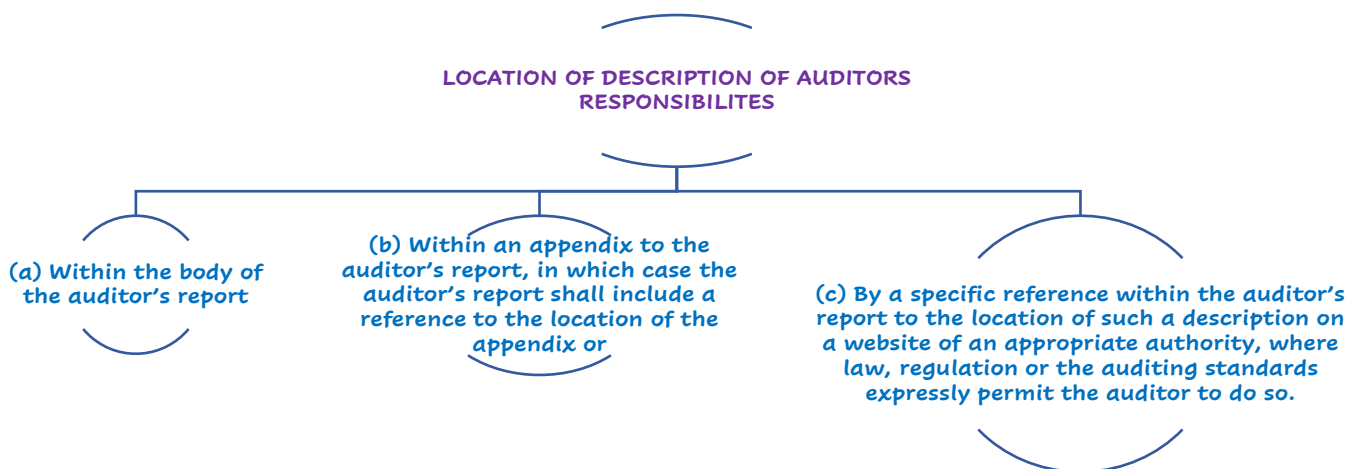 LOCATION OF DESCRIPTION OF AUDITORS
RESPONSIBILITES
(a) Within the body of
the auditor's report
(b) Within an appendix to the
auditor's report, in which case the
auditor's report shall include a
reference to the location of the
appendix or
(c) By a specific reference within the auditor's
report to the location of such a description on
a website of an appropriate authority, where
law, regulation or the auditing standards
expressly permit the auditor to do so.